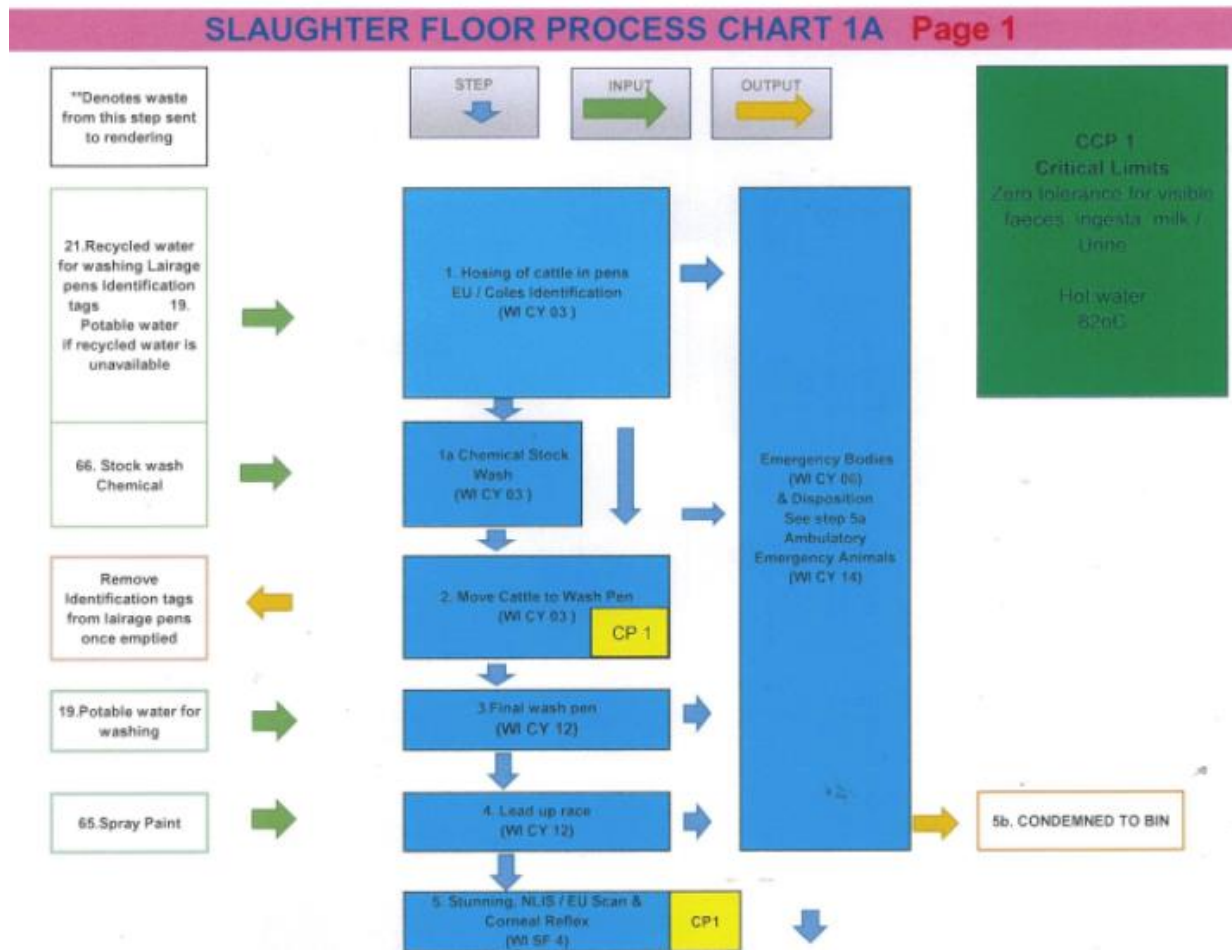 SLAUGHTER FLOOR PROCESS CHART 1A Page 1
**Denotes waste
from this step sent
to rendering
STEP
INPUT
OUTPUT
CCP 1
Critical Limits
Zero tolerance for visible
faeces ingesta milk /
Urine
Hot water
82oC
21.Recycled water
for washing Lairage
pens Identification
tags 19.
Potable water
if recycled water is
unavailable
1. Hosing of cattle in pens
EU / Coles Identification
(WI CY 03 )
66. Stock wash
Chemical
1a Chemical Stock
Wash
(WI CY 03 )
Emergency Bodies
(WI CY 06)
& Disposition
See step 5a
Ambulatory
Emergency Animals
(WI CY 14)
Remove
Identification tags
from lairage pens
once emptied
2. Move Cattle to Wash Pen
(WI CY 03 )
CP 1
19.Potable water for
washing
3.Final wash pen
(WI CY 12)
65.Spray Paint
4. Lead up race
(WI CY 12)
5b. CONDEMNED TO BIN
5. Stunning, NLIS / EU Scan &
Corneal Reflex
(WI SF 4)
CP1